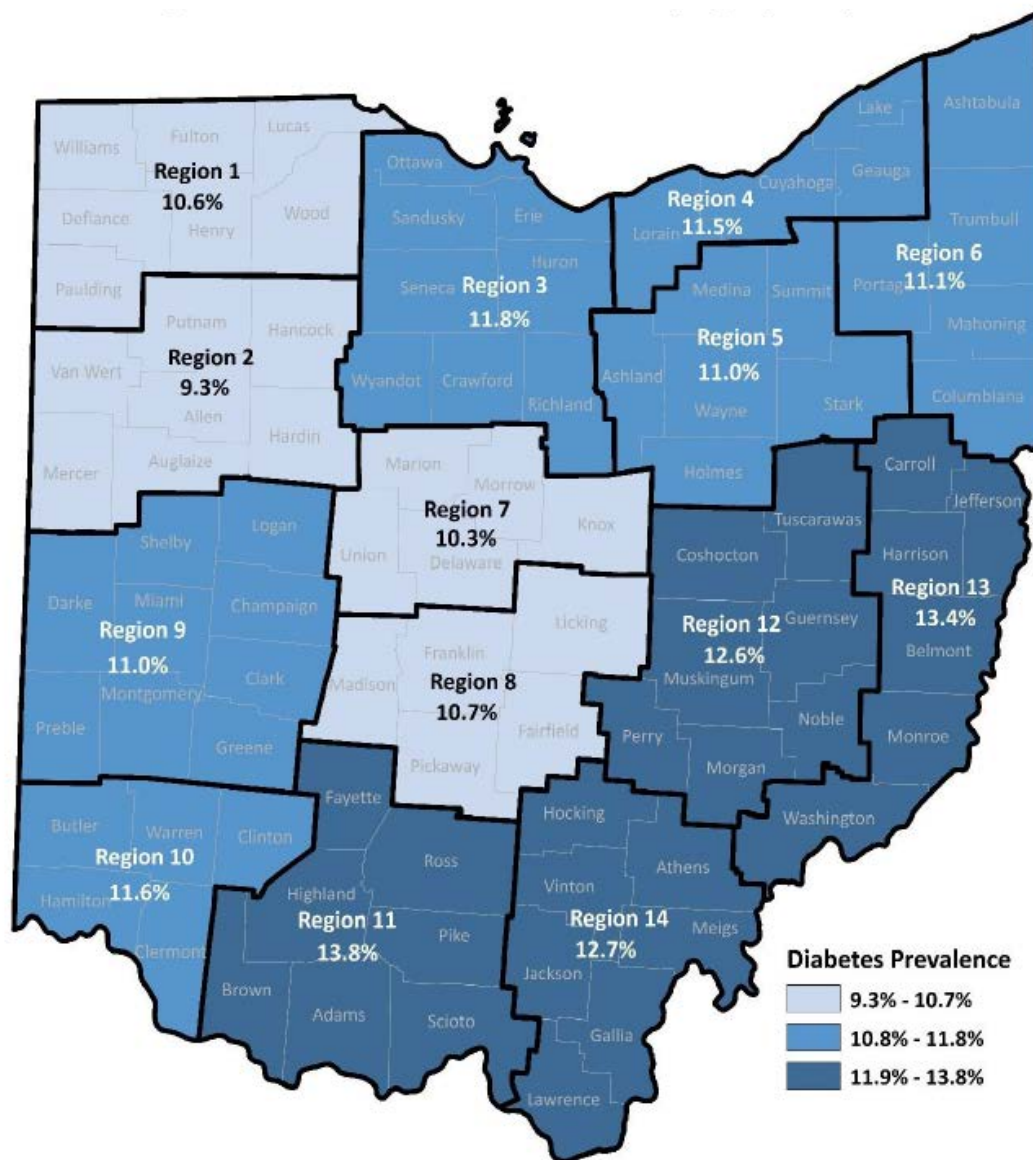 Ashtabula
Lake
Lucas
Fulton
Williams
Ottawa
Geauga
Region 1
10.6%
Cuyahoga
Region 4
11.5%
Sandusky
Erie
Wood
Defiance
Henry
Lorain
Trumbull
Region 6
11.1%
Huron
Seneca
Region 3
11.8%
Medina
Summit
Portag
Paulding
Putnam
Hancock
Mahoning
Region 5
11.0%
Region 2
9.3%
Van Wert
Wyandot
Crawford
Ashland
Richland
Wayne
Stark
Columbiana
Allen
Hardin
Auglaize
Mercer
Marion
Morrow
Holmes
Carroll
Jefferson
Region 7
10.3%
Knox
Tuscarawas
Logan
Shelby
Union
Delaware
Coshocton
Harrison
Region 13
13.4%
Darke
Miami
Champaign
Region 9
11.0%
Licking
Guernsey
Region 12
12.6%
Belmont
Franklin
Clark
Madison
Region 8
10.7%
Montgomery
Muskingum
Preble
Greene
Fairfield
Perry
Noble
Monroe
Pickaway
Morgan
Fayette
Hocking
Washington
Butler
Warren
Clinton
Region 10
11.6%
Ross
Athens
Hamilton
Highland
Vinton
Region 11
13.8%
Pike
Region 14
12.7%
Meigs
Clermont
Jackson
Brown
Adams
Scioto
Gallia
Lawrence
Diabetes Prevalence
9.3% - 10.7%
10.8% - 11.8%
11.9% - 13.8%